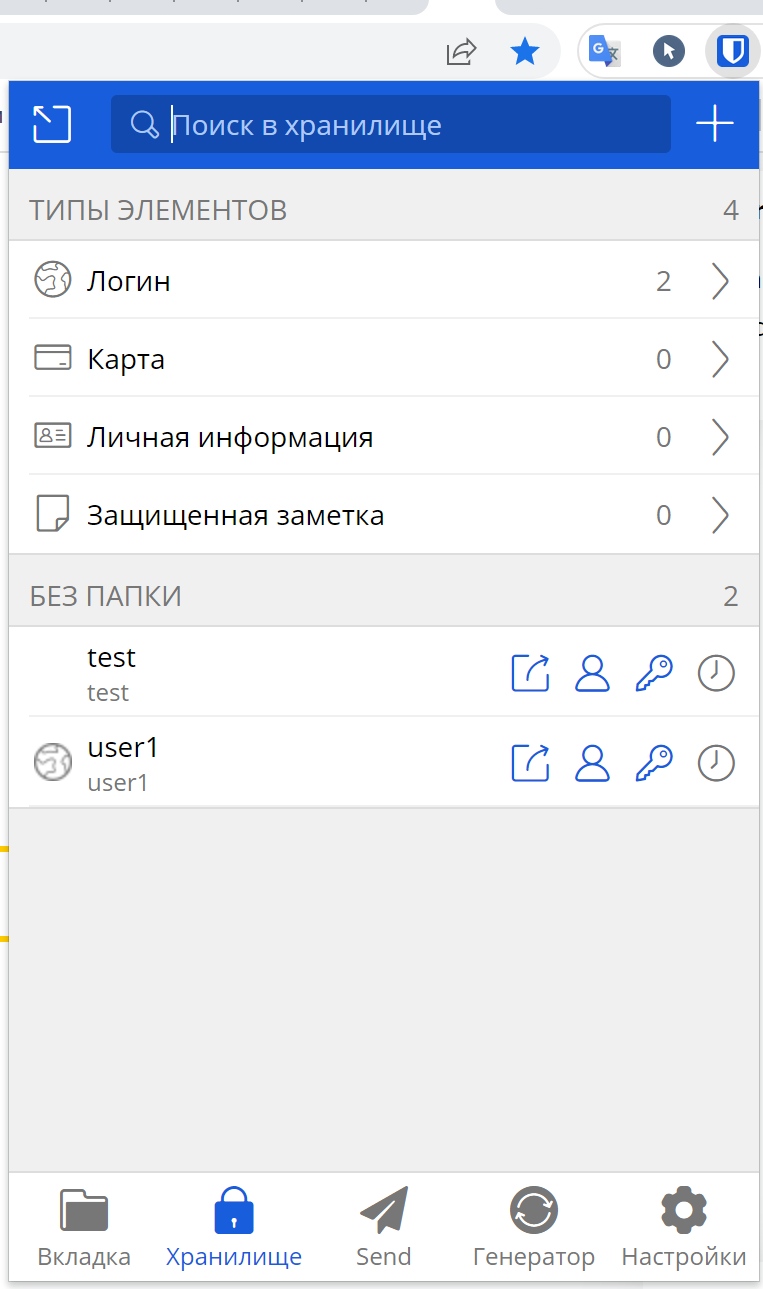 Поиск в хранилище
ТИПЫ ЭЛЕМЕНТОВ 4
Логин 2
Карта 0
Личная информация 0
Защищенная заметка 0
БЕЗ ПАПКИ 2
test
test
user1
user1
Вкладка Хранилище Send Генератор Настройки